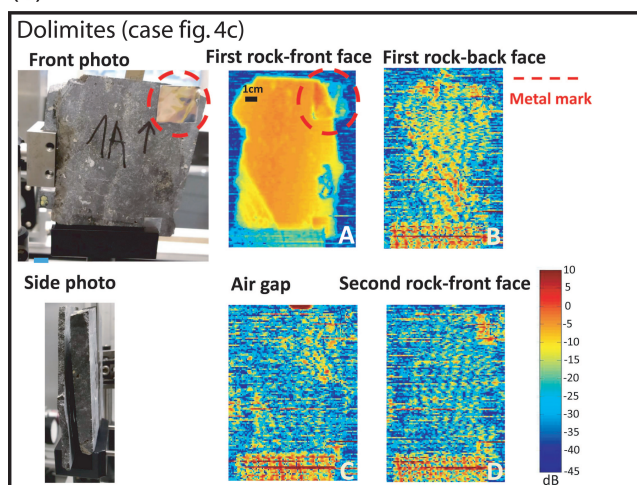 Dolimites (case fig. 4c)
Front photo
First rock-front face
First rock-back face
1cm
1A
A
B
Metal mark
Side photo
Air gap
Second rock-front face
C
D
10
5
0
-5
-10
-15
-20
-25
-30
-35
-40
-45
dB